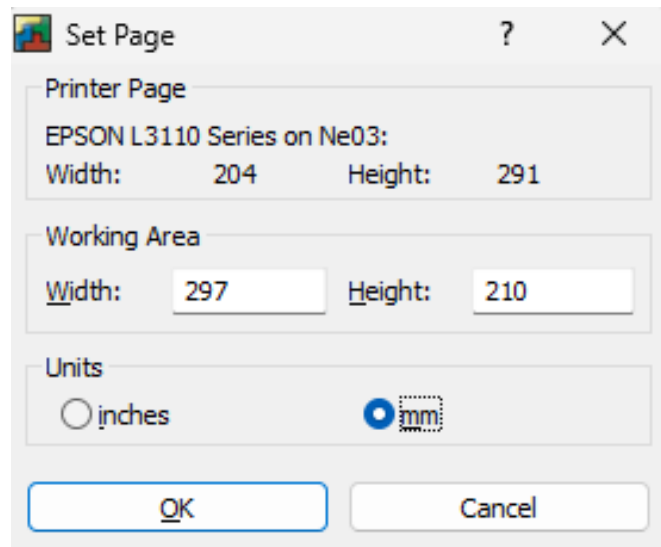 Set Page ? X
Printer Page
EPSON L3110 Series on Ne03:
Width: 204 Height: 291
Working Area
Width: 297 Height: 210
Units
inches mm
OK Cancel